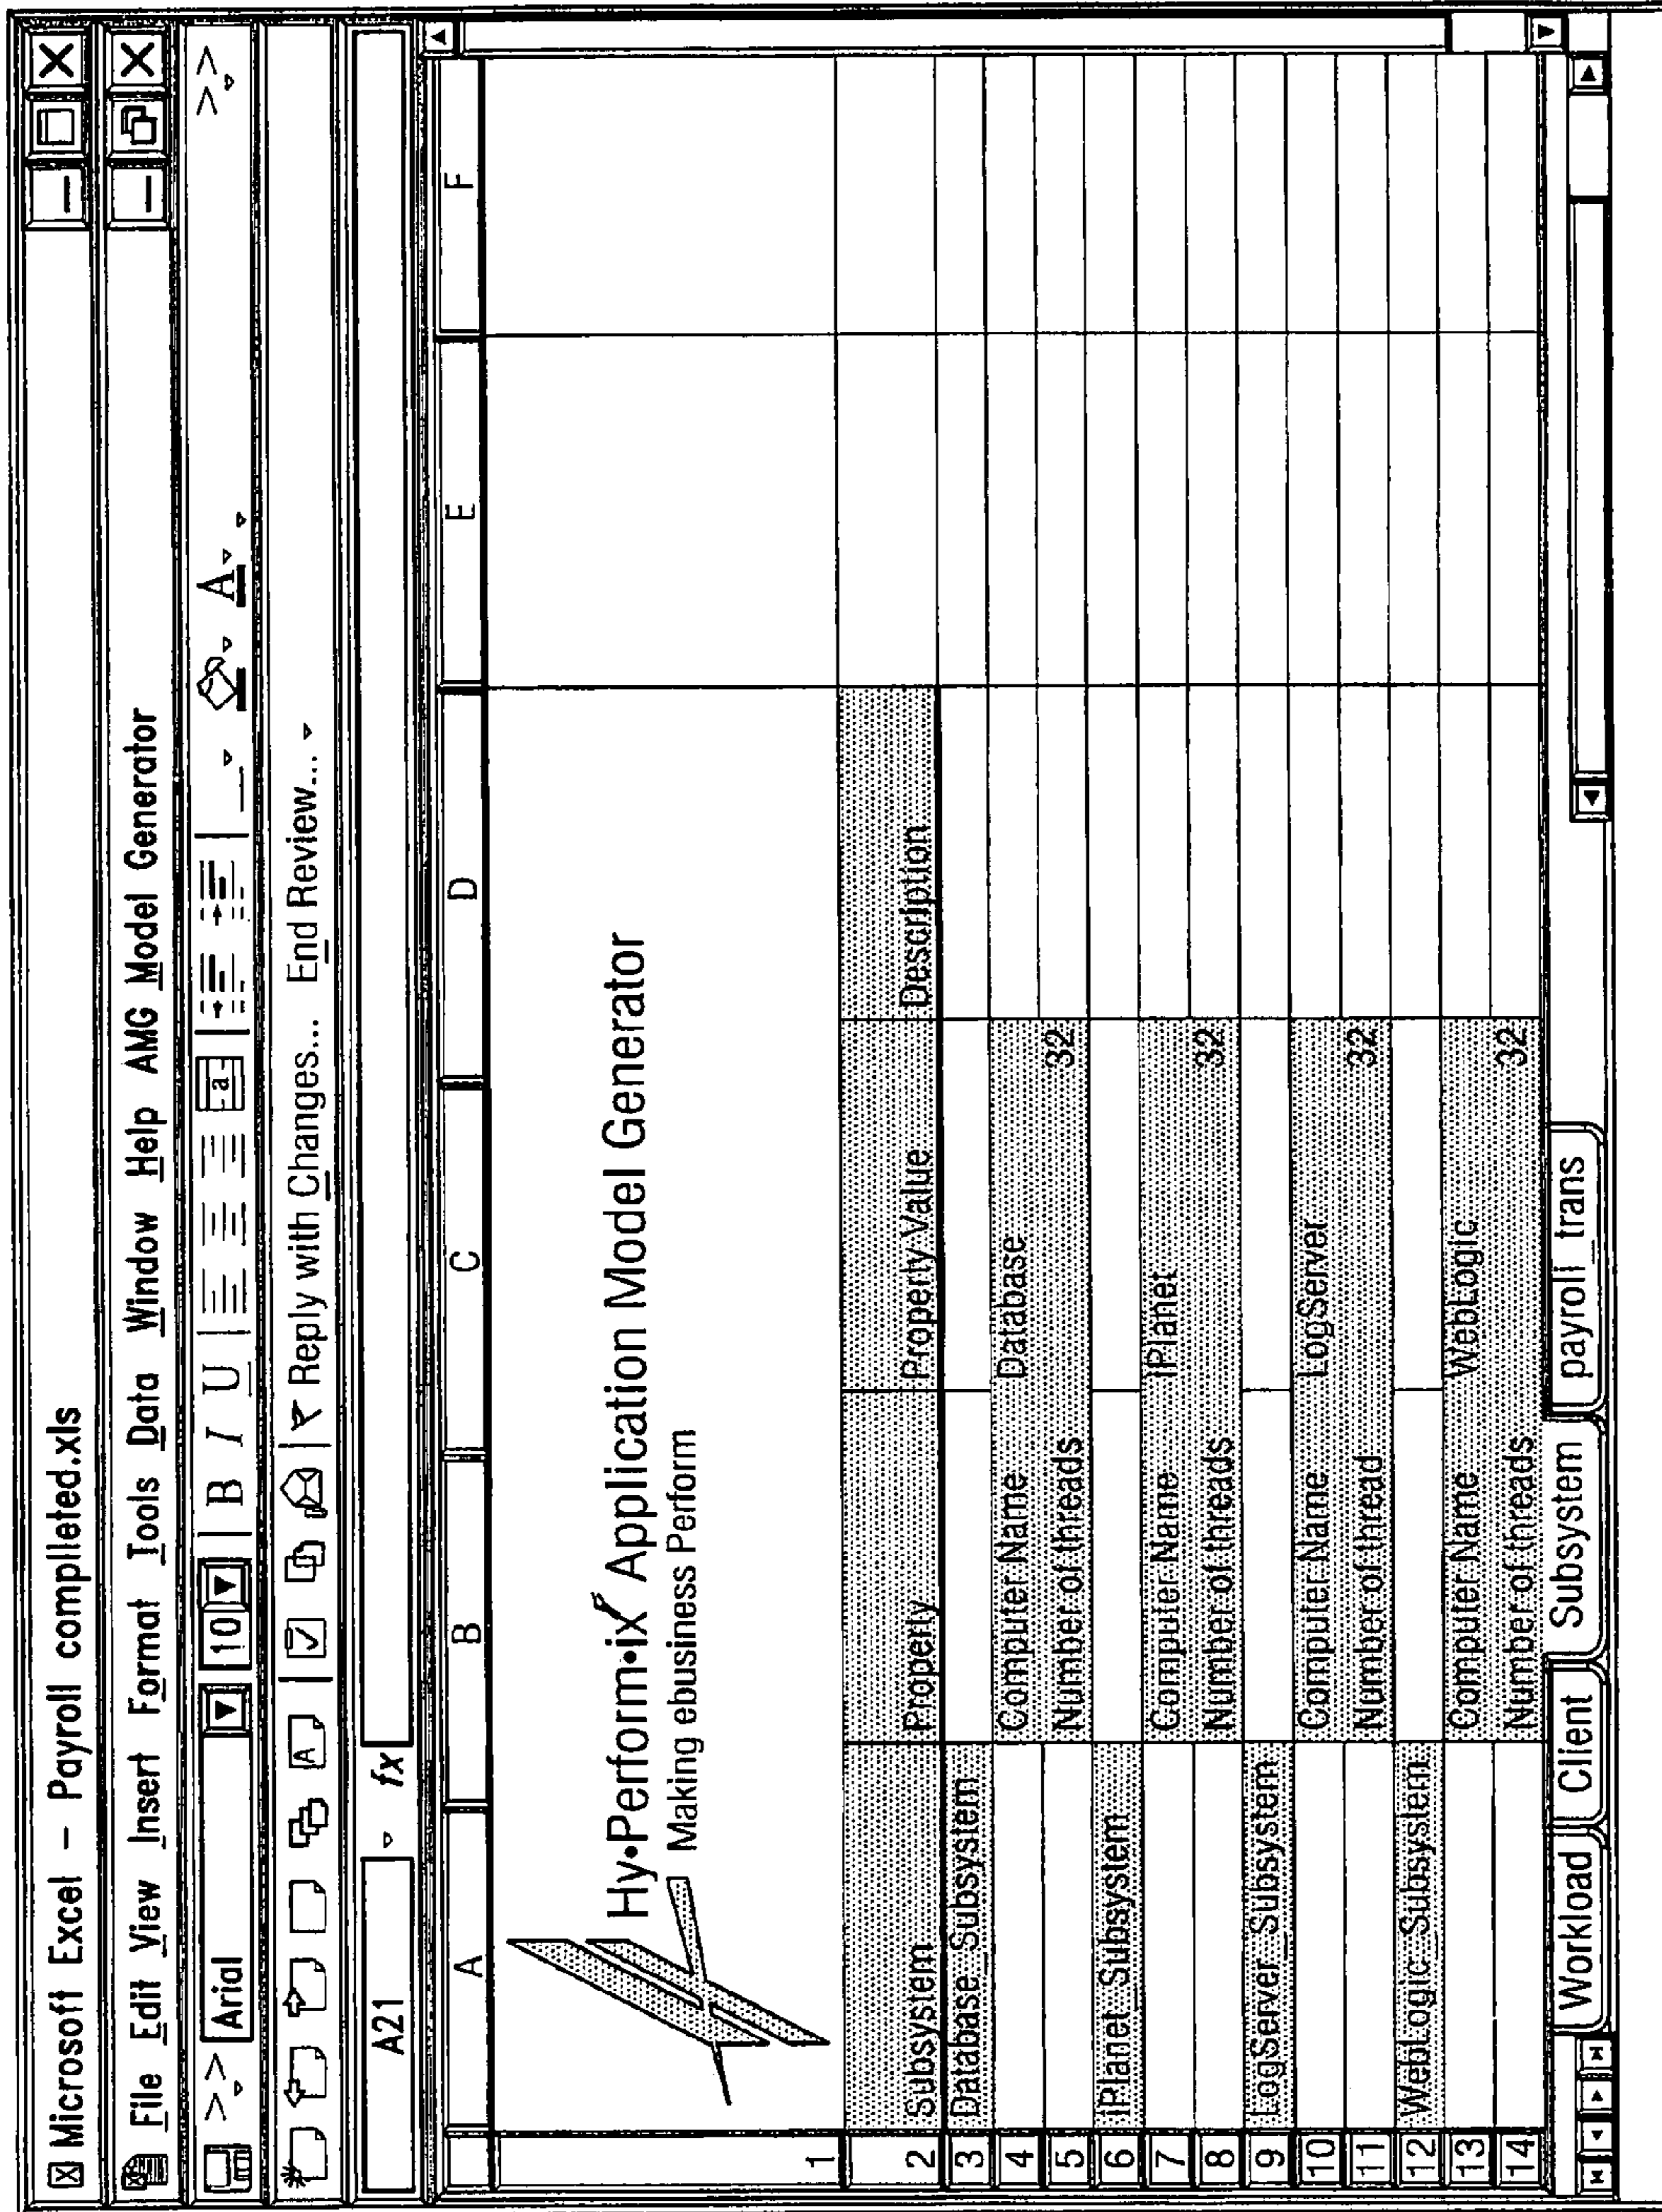 Microsoft Excel – Payroll completed.xls
File Edit View Insert Format Tools Data Window Help AMG Model Generator
>> Arial 10 B I U a A >>
A Reply with Changes... End Review...
A21 fx
A B C D E F
1 Hy•Perform•ix Application Model Generator
Making ebusiness Perform
2 Subsystem Property Property Value Description
3 Database_Subsystem
4 Computer Name Database
5 Number of threads 32
6 IPlanet_Subsystem
7 Computer Name IPlanet
8 Number of threads 32
9 LogServer_Subsystem
10 Computer Name LogServer
11 Number of thread 32
12 WebLogic_Subsystem
13 Computer Name WebLogic
14 Number of threads 32
Workload Client Subsystem payroll_trans